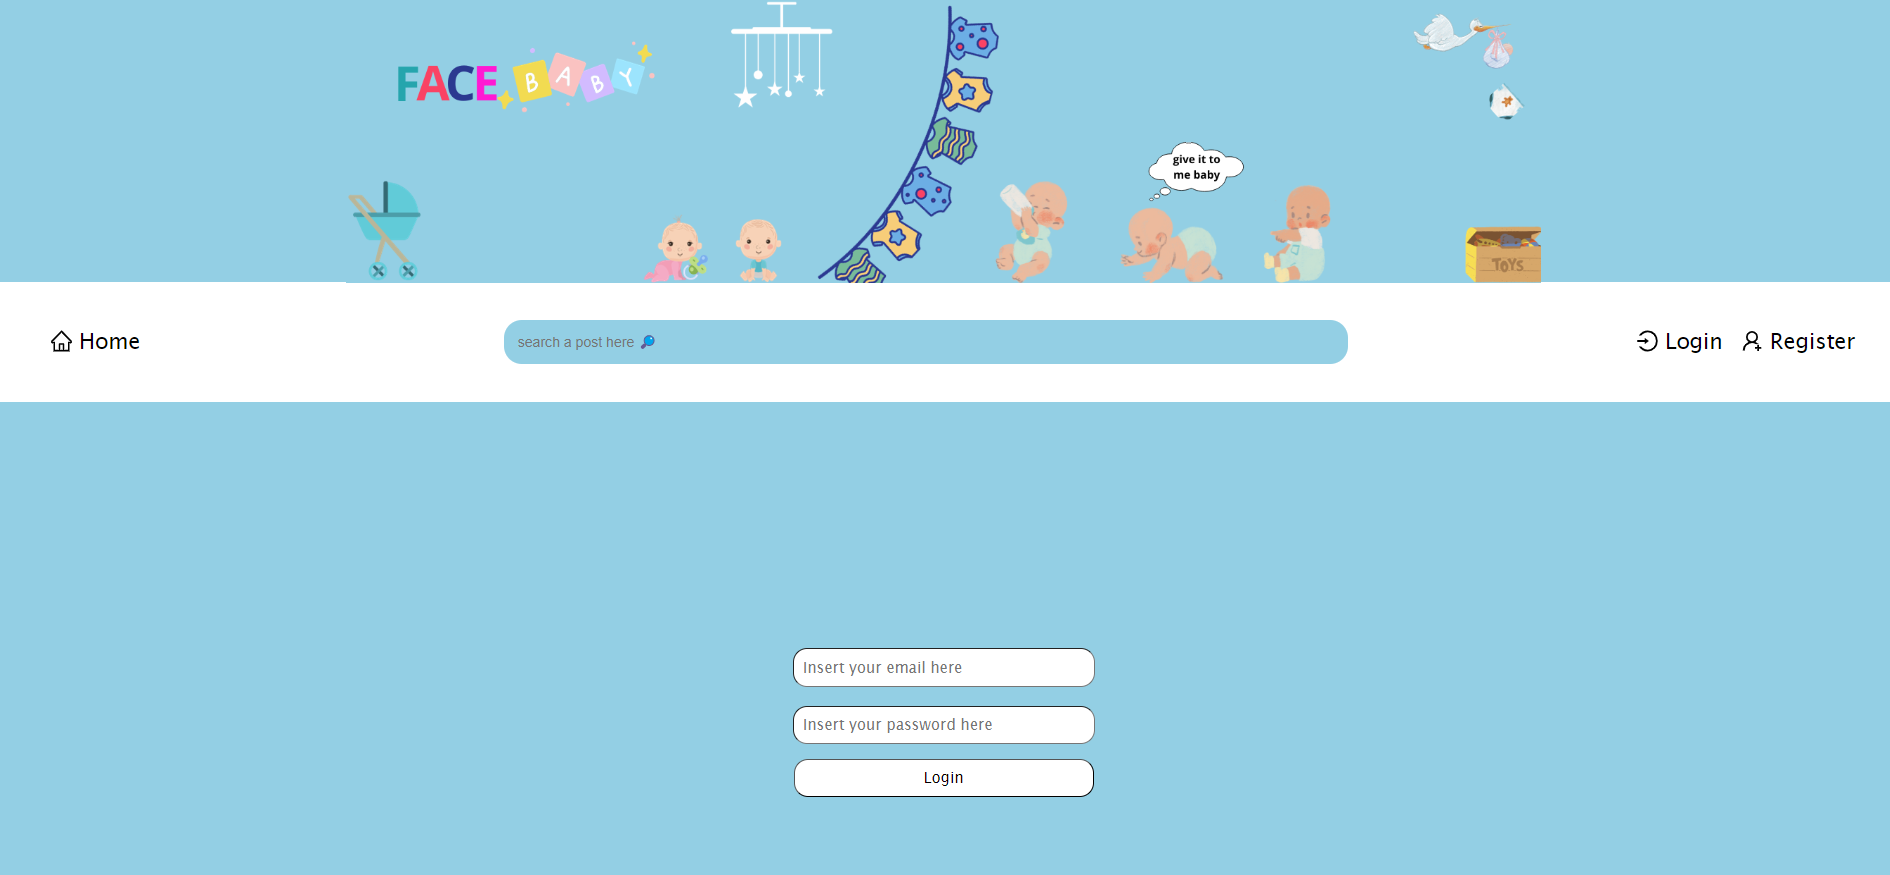 FACE BABY
give it to
me baby
TOYS
Home
search a post here
Login
Register
Insert your email here
Insert your password here
Login